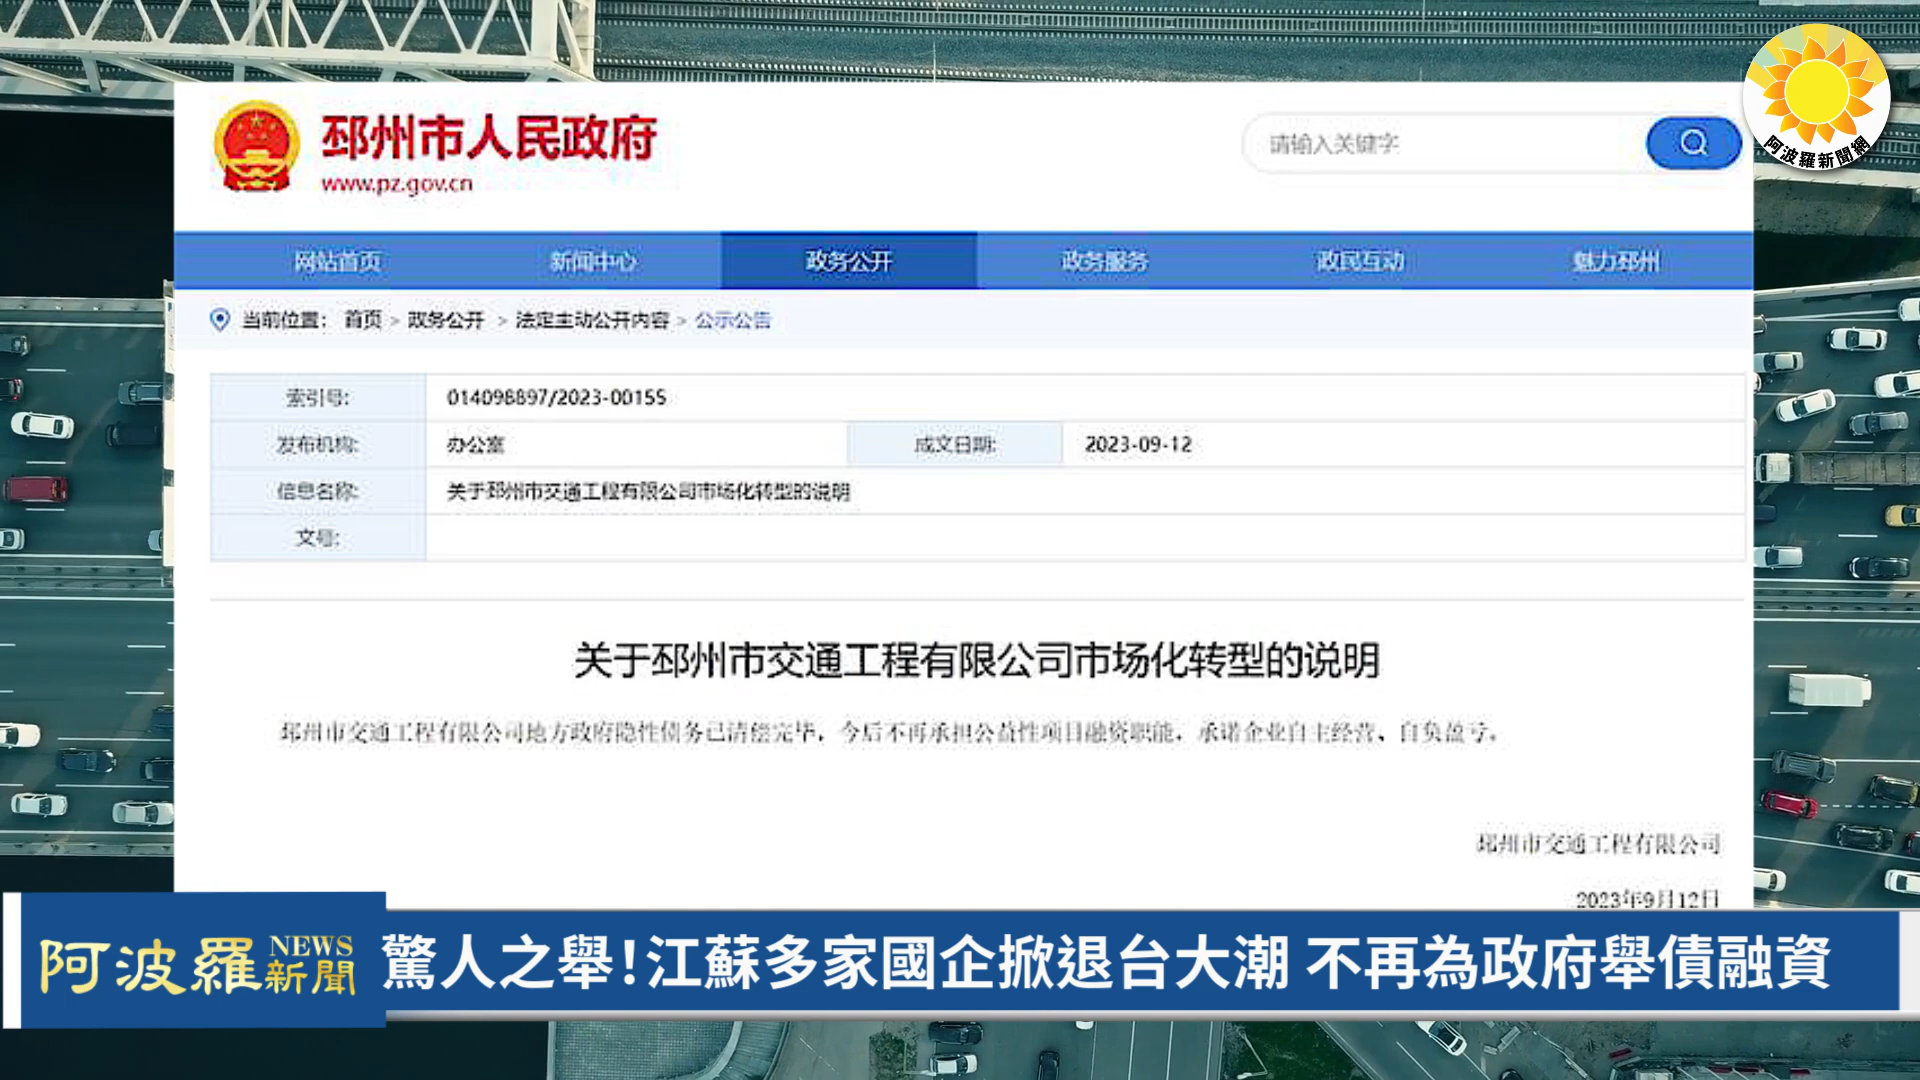 邳州市人民政府
www.pz.gov.cn
请输入关键字
阿波羅新聞網
网站首页 新闻中心 政务公开 政务服务 政民互动 魅力邳州
当前位置： 首页 > 政务公开 > 法定主动公开内容 > 公示公告
索引号: 014098897/2023-00155
发布机构: 办公室 成文日期: 2023-09-12
信息名称: 关于邳州市交通工程有限公司市场化转型的说明
文号:
关于邳州市交通工程有限公司市场化转型的说明
邳州市交通工程有限公司地方政府隐性债务已清偿完毕，今后不再承担公益性项目融资职能，承诺企业自主经营、自负盈亏。
邳州市交通工程有限公司
2023年9月12日
阿波羅 NEWS 新聞
驚人之舉！江蘇多家國企掀退台大潮 不再為政府舉債融資